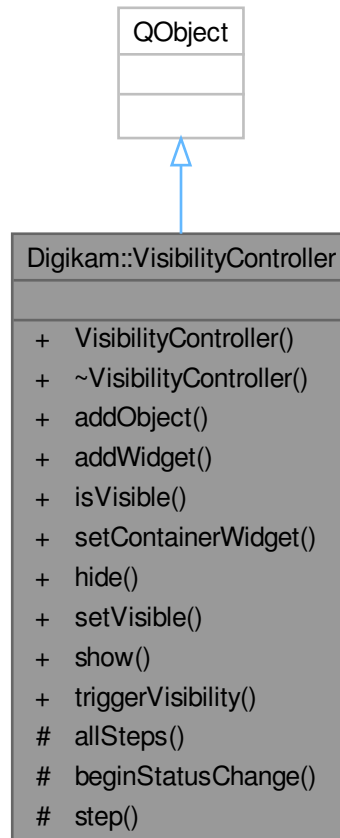 QObject
Digikam::VisibilityController
+ VisibilityController()
+ ~VisibilityController()
+ addObject()
+ addWidget()
+ isVisible()
+ setContainerWidget()
+ hide()
+ setVisible()
+ show()
+ triggerVisibility()
# allSteps()
# beginStatusChange()
# step()